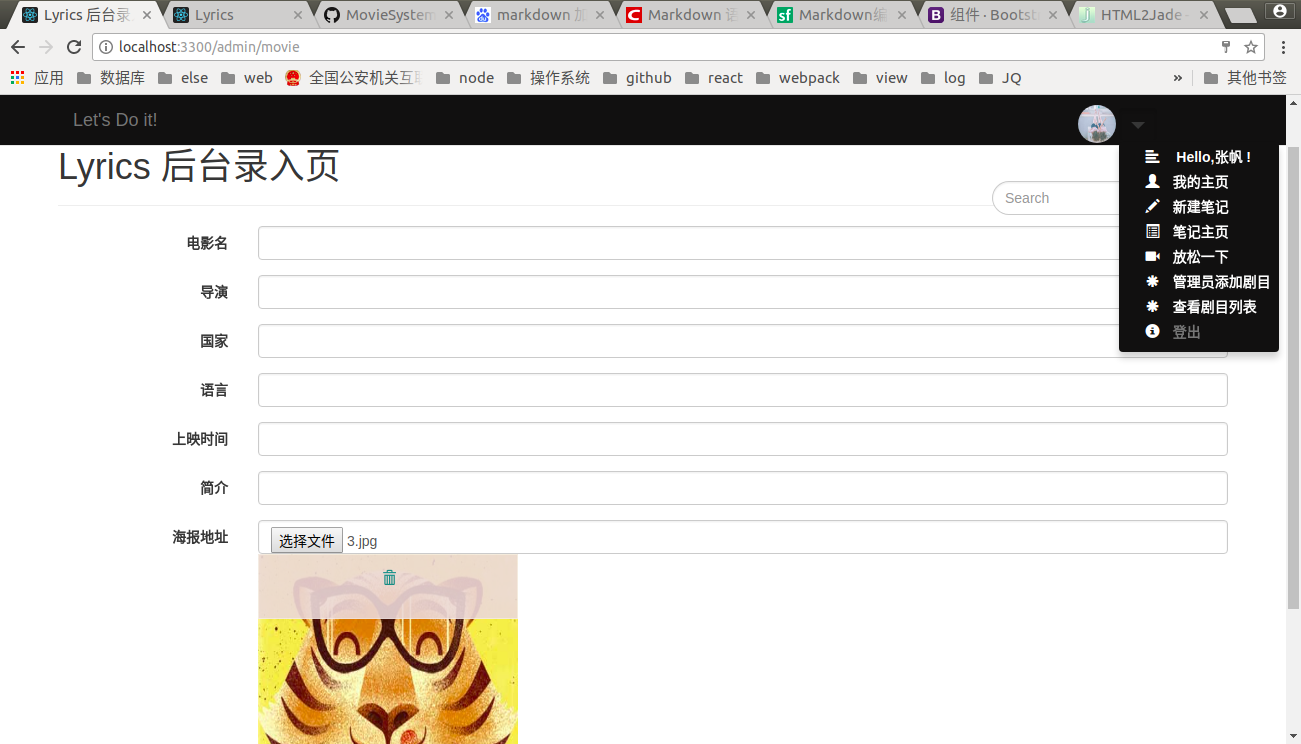 Lyrics 后台录
Lyrics
MovieSystem
markdown 加
Markdown 语
Markdown编
组件 · Bootst
HTML2Jade
localhost:3300/admin/movie
应用 数据库 else web 全国公安机关互联 node 操作系统 github react webpack view log JQ » 其他书签
Let's Do it!
Lyrics 后台录入页
Search
Hello,张帆 !
我的主页
新建笔记
笔记主页
放松一下
管理员添加剧目
查看剧目列表
登出
电影名
导演
国家
语言
上映时间
简介
海报地址 选择文件 3.jpg